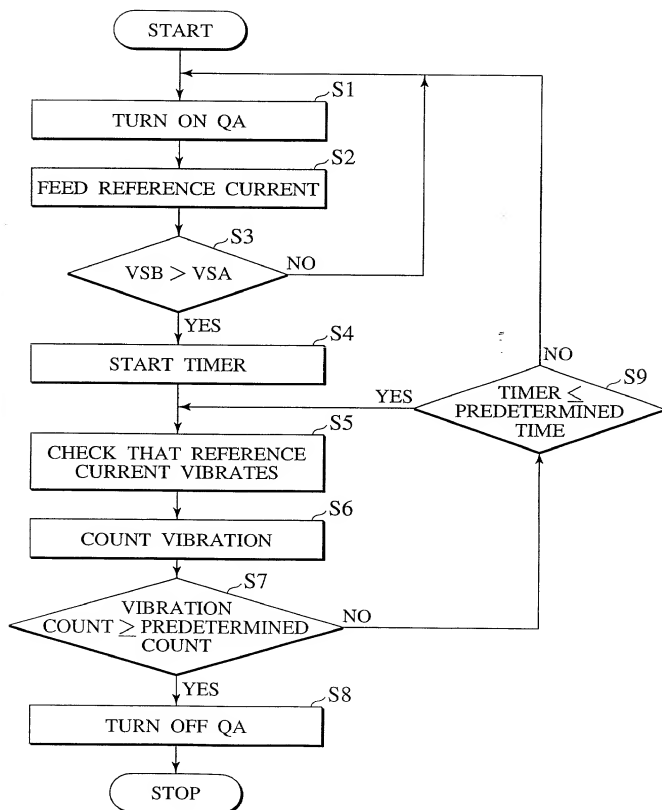 START
S1
TURN ON QA
S2
FEED REFERENCE CURRENT
S3
VSB > VSA
NO
YES
S4
START TIMER
NO
S9
TIMER ≤
PREDETERMINED
TIME
YES
S5
CHECK THAT REFERENCE
CURRENT VIBRATES
S6
COUNT VIBRATION
S7
VIBRATION
COUNT ≥ PREDETERMINED
COUNT
NO
YES
S8
TURN OFF QA
STOP